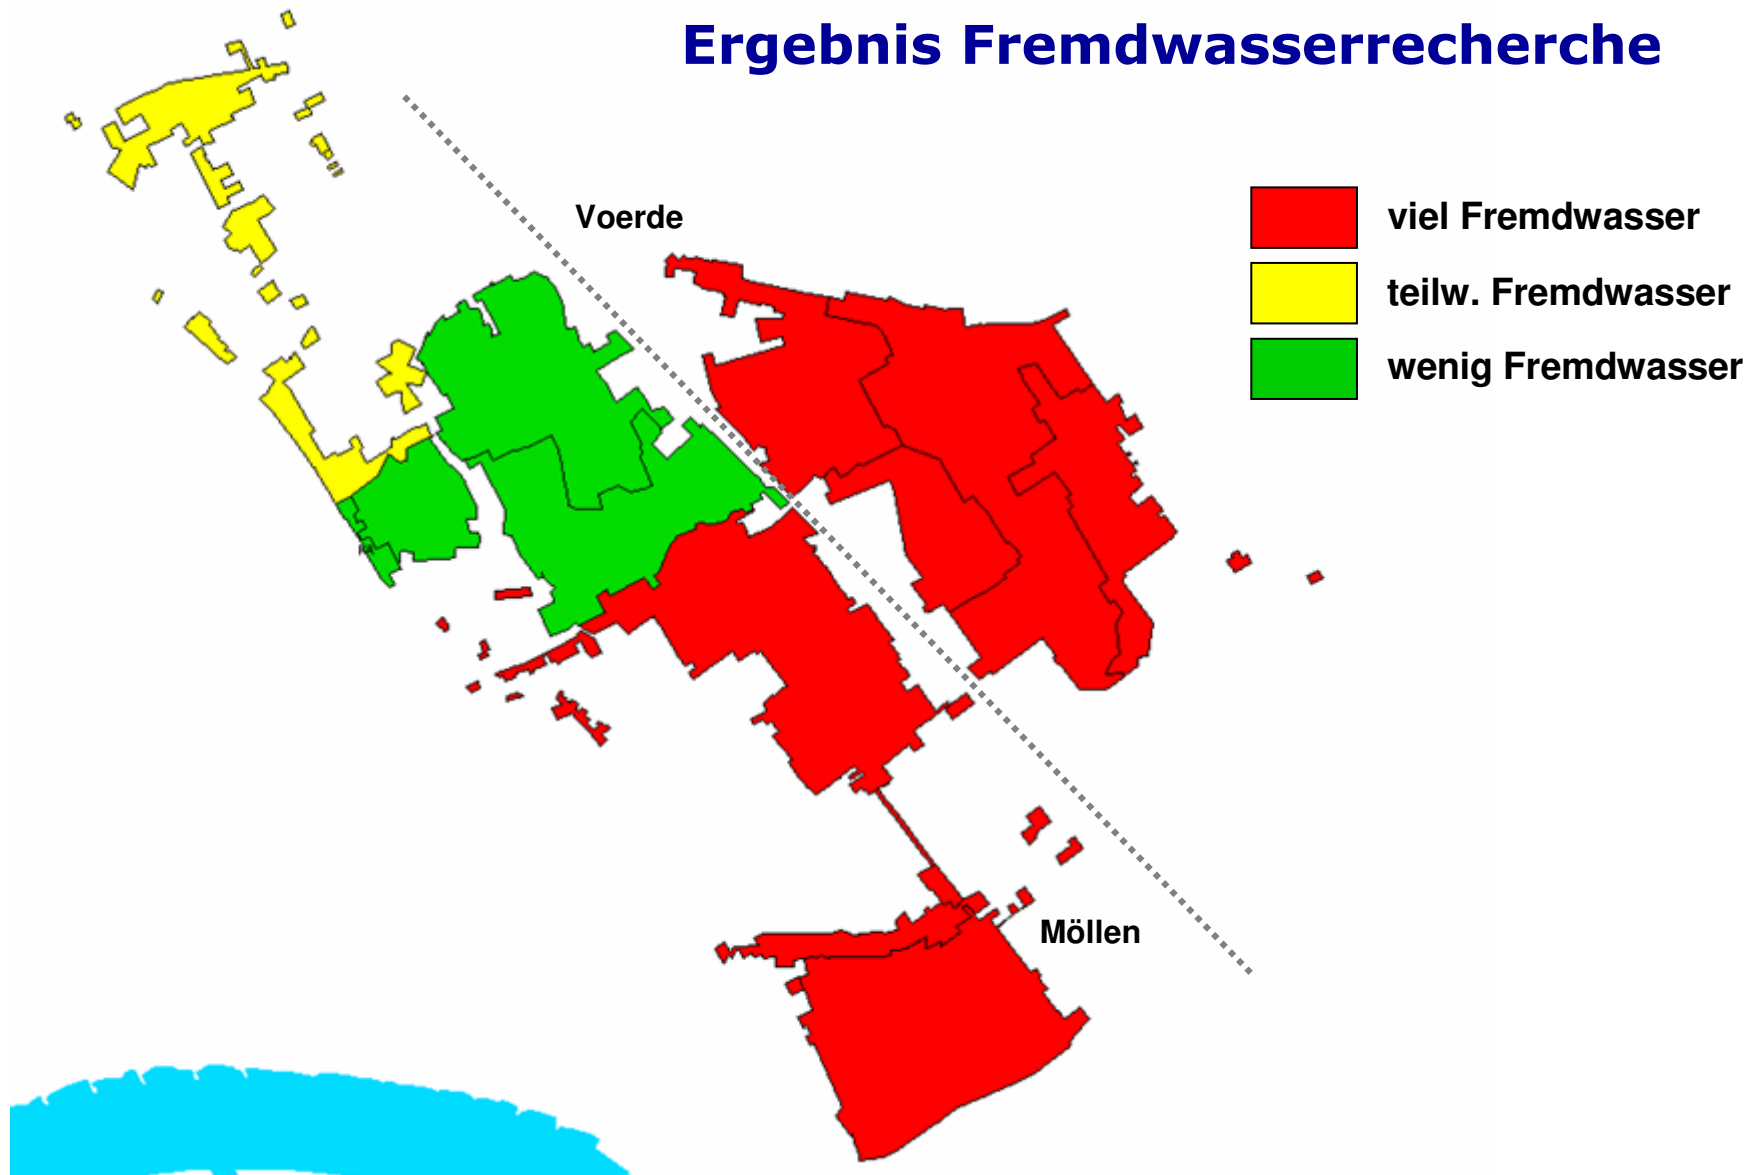 Ergebnis Fremdwasserrecherche
Voerde
viel Fremdwasser
teilw. Fremdwasser
wenig Fremdwasser
Möllen